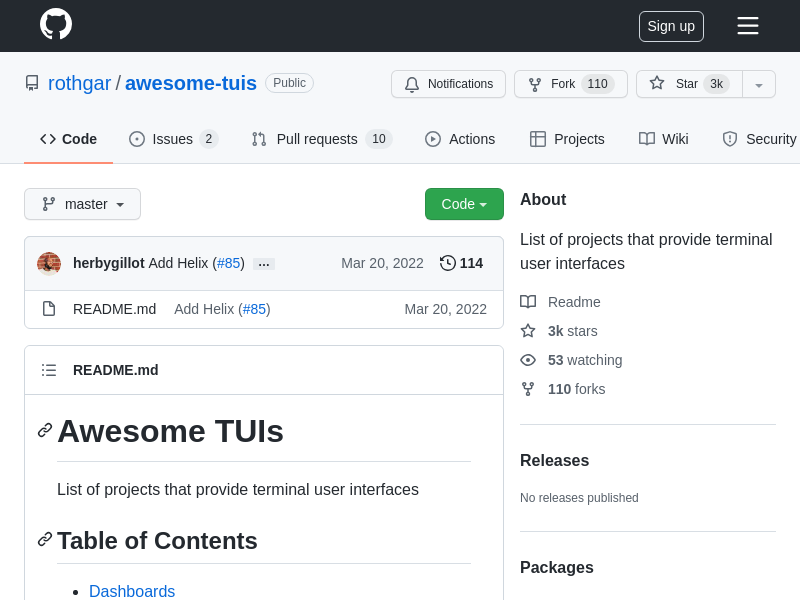 Sign up
rothgar / awesome-tuis Public
Notifications Fork 110 Star 3k
Code Issues 2 Pull requests 10 Actions Projects Wiki Security
master Code
herbygillot Add Helix (#85) ... Mar 20, 2022 114
README.md Add Helix (#85) Mar 20, 2022
README.md
Awesome TUIs
List of projects that provide terminal user interfaces
Table of Contents
• Dashboards
About
List of projects that provide terminal
user interfaces
Readme
3k stars
53 watching
110 forks
Releases
No releases published
Packages